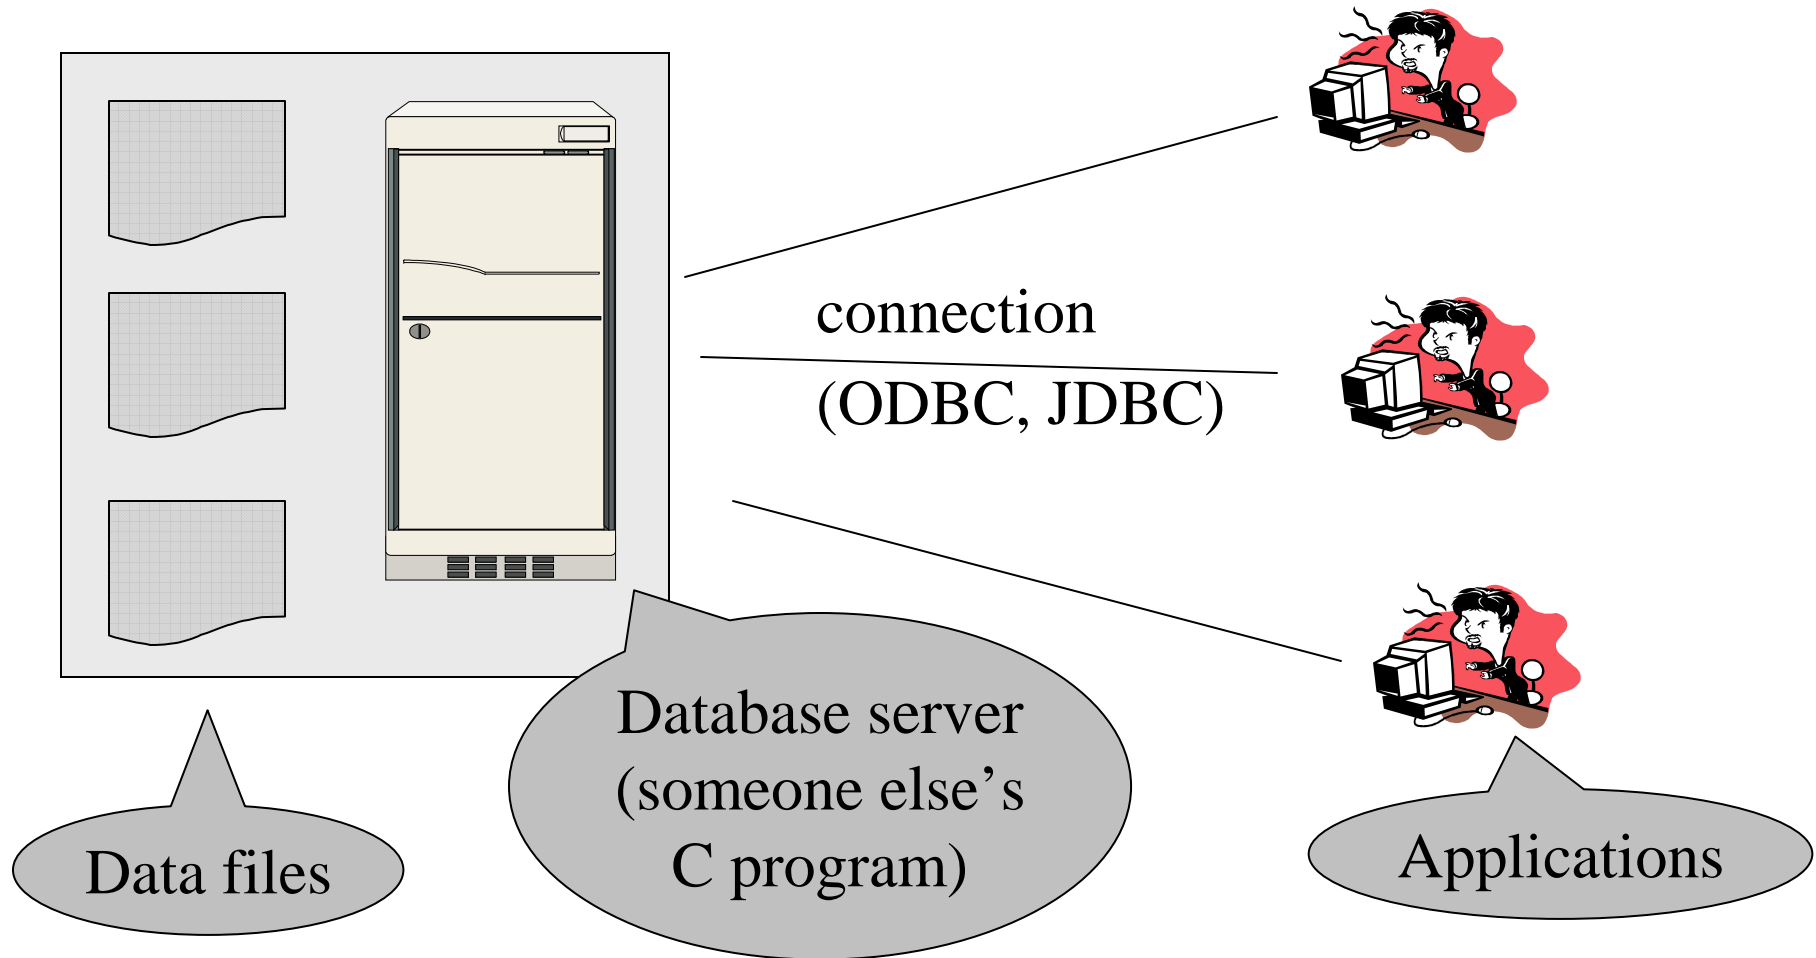 connection
(ODBC, JDBC)
Database server
(someone else’s
C program)
Data files
Applications